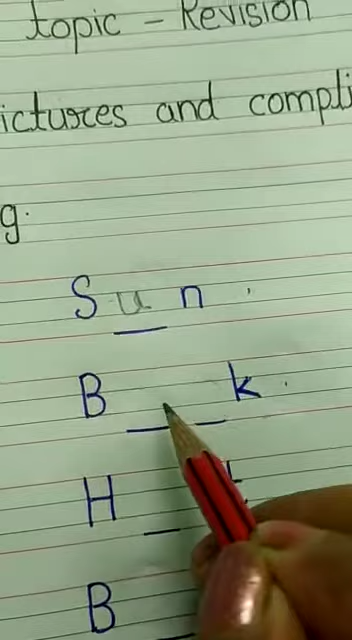 topic - Revision
ictures and compl
g.
S u n .
B _ _ k .
H _
B _